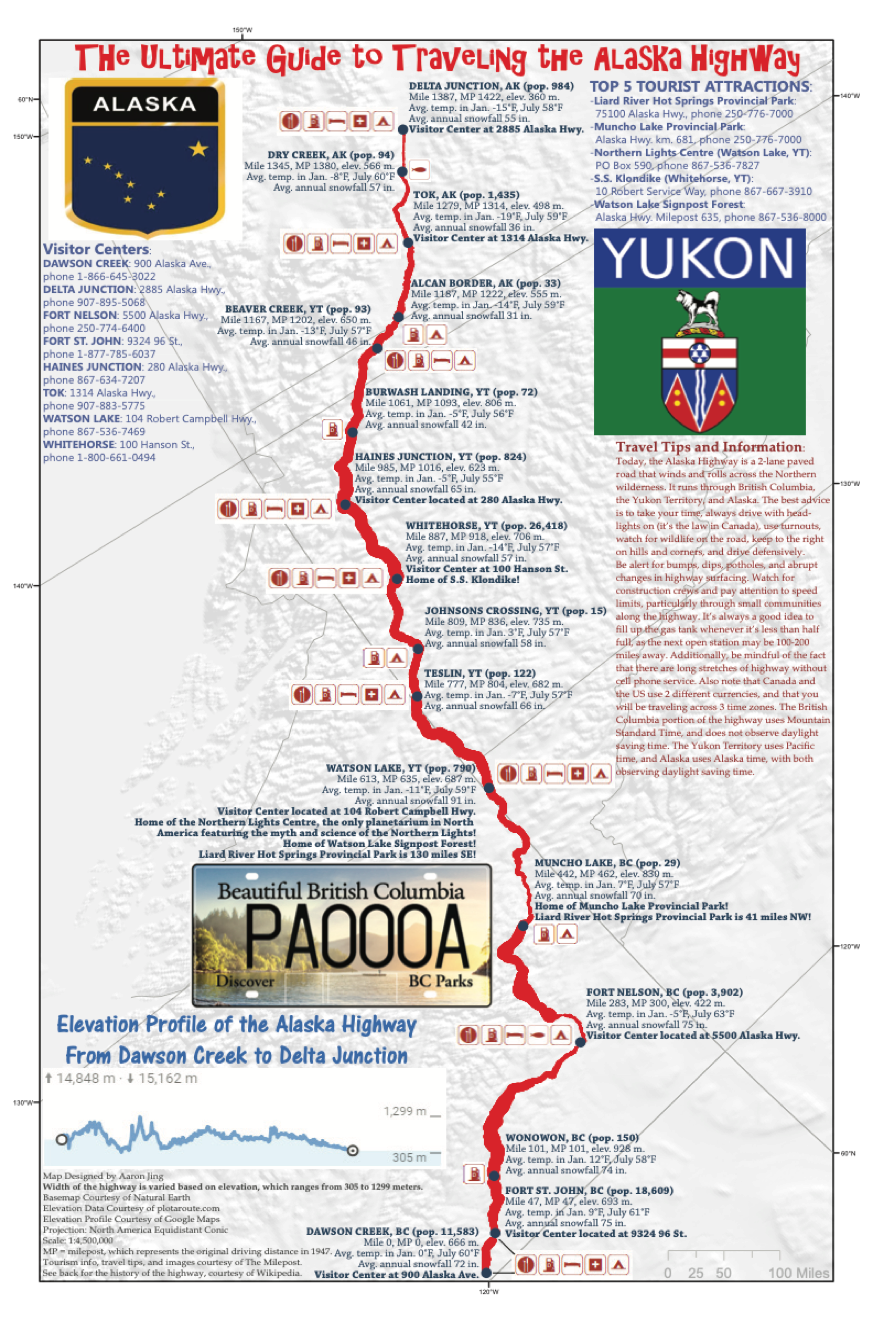 150°W
THE ULTIMATE GUIDE TO TRAVELING THE ALASKA HIGHWAY
60°N
150°W
140°W
ALASKA
DELTA JUNCTION, AK (pop. 984)
Mile 1387, MP 1422, elev. 360 m.
Avg. temp in Jan. -15°F, July 58°F
Avg. annual snowfall 55 in.
Visitor Center at 2885 Alaska Hwy.
DRY CREEK, AK (pop. 94)
Mile 1345, MP 1380, elev. 566 m.
Avg. temp in Jan. -8°F, July 60°F
Avg. annual snowfall 57 in.
TOK, AK (pop. 1,435)
Mile 1279, MP 1314, elev. 498 m.
Avg. temp in Jan. -19°F, July 59°F
Avg. annual snowfall 36 in.
Visitor Center at 1314 Alaska Hwy.
TOP 5 TOURIST ATTRACTIONS:
-Liard River Hot Springs Provincial Park:
75100 Alaska Hwy., phone 250-776-7000
-Muncho Lake Provincial Park:
Alaska Hwy. km. 681, phone 250-776-7000
-Northern Lights Centre (Watson Lake, YT):
PO Box 590, phone 867-536-7827
-S.S. Klondike (Whitehorse, YT):
10 Robert Service Way, phone 867-667-3910
-Watson Lake Signpost Forest:
Alaska Hwy. Milepost 635, phone 867-536-8000
YUKON
Visitor Centers:
DAWSON CREEK: 900 Alaska Ave.,
phone 1-866-645-3022
DELTA JUNCTION: 2885 Alaska Hwy.,
phone 907-895-5068
FORT NELSON: 5500 Alaska Hwy.,
phone 250-774-6400
FORT ST. JOHN: 9324 96 St.,
phone 1-877-785-6037
HAINES JUNCTION: 280 Alaska Hwy.,
phone 867-634-7207
TOK: 1314 Alaska Hwy.,
phone 907-883-5775
WATSON LAKE: 104 Robert Campbell Hwy.,
phone 867-536-7469
WHITEHORSE: 100 Hanson St.,
phone 1-800-661-0494
ALCAN BORDER, AK (pop. 33)
Mile 1187, MP 1222, elev. 555 m.
Avg. temp in Jan. -14°F, July 59°F
Avg. annual snowfall 31 in.
BEAVER CREEK, YT (pop. 93)
Mile 1167, MP 1202, elev. 650 m.
Avg. temp in Jan. -13°F, July 57°F
Avg. annual snowfall 46 in.
BURWASH LANDING, YT (pop. 72)
Mile 1061, MP 1093, elev. 806 m.
Avg. temp in Jan. -5°F, July 56°F
Avg. annual snowfall 42 in.
HAINES JUNCTION, YT (pop. 824)
Mile 985, MP 1016, elev. 623 m.
Avg. temp in Jan. -5°F, July 55°F
Avg. annual snowfall 65 in.
Visitor Center located at 280 Alaska Hwy.
WHITEHORSE, YT (pop. 26,418)
Mile 887, MP 918, elev. 706 m.
Avg. temp in Jan. -14°F, July 57°F
Avg. annual snowfall 57 in.
Visitor Center at 100 Hanson St.
Home of S.S. Klondike!
JOHNSONS CROSSING, YT (pop. 15)
Mile 809, MP 836, elev. 735 m.
Avg. temp in Jan. 3°F, July 57°F
Avg. annual snowfall 58 in.
TESLIN, YT (pop. 122)
Mile 777, MP 804, elev. 682 m.
Avg. temp in Jan. -7°F, July 57°F
Avg. annual snowfall 66 in.
Travel Tips and Information:
Today, the Alaska Highway is a 2-lane paved
road that winds and rolls across the Northern
wilderness. It runs through British Columbia,
the Yukon Territory, and Alaska. The best advice
is to take your time, always drive with head-
lights on (it's the law in Canada), use turnouts,
watch for wildlife on the road, keep to the right
on hills and corners, and drive defensively.
Be alert for bumps, dips, potholes, and abrupt
changes in highway surfacing. Watch for
construction crews and pay attention to speed
limits, particularly through small communities
along the highway. It's always a good idea to
fill up the gas tank whenever it's less than half
full, as the next open station may be 100-200
miles away. Additionally, be mindful of the fact
that there are long stretches of highway without
cell phone service. Also note that Canada and
the US use 2 different currencies, and that you
will be traveling across 3 time zones. The British
Columbia portion of the highway uses Mountain
Standard Time, and does not observe daylight
saving time. The Yukon Territory uses Pacific
time, and Alaska uses Alaska time, with both
observing daylight saving time.
130°W
140°W
WATSON LAKE, YT (pop. 790)
Mile 613, MP 635, elev. 687 m.
Avg. temp in Jan. -11°F, July 59°F
Avg. annual snowfall 91 in.
Visitor Center located at 104 Robert Campbell Hwy.
Home of the Northern Lights Centre, the only planetarium in North
America featuring the myth and science of the Northern Lights!
Home of Watson Lake Signpost Forest!
Liard River Hot Springs Provincial Park is 130 miles SE!
MUNCHO LAKE, BC (pop. 29)
Mile 442, MP 462, elev. 830 m.
Avg. temp in Jan. 7°F, July 57°F
Avg. annual snowfall 70 in.
Home of Muncho Lake Provincial Park!
Liard River Hot Springs Provincial Park is 41 miles NW!
Beautiful British Columbia
PA000A
Discover
BC Parks
120°W
FORT NELSON, BC (pop. 3,902)
Mile 283, MP 300, elev. 422 m.
Avg. temp in Jan. -5°F, July 63°F
Avg. annual snowfall 75 in.
Visitor Center located at 5500 Alaska Hwy.
Elevation Profile of the Alaska Highway
From Dawson Creek to Delta Junction
↑ 14,848 m · ↓ 15,162 m
1,299 m
305 m
130°W
60°N
WONOWON, BC (pop. 150)
Mile 101, MP 101, elev. 928 m.
Avg. temp in Jan. 12°F, July 58°F
Avg. annual snowfall 74 in.
FORT ST. JOHN, BC (pop. 18,609)
Mile 47, MP 47, elev. 693 m.
Avg. temp in Jan. 9°F, July 61°F
Avg. annual snowfall 75 in.
Visitor Center located at 9324 96 St.
DAWSON CREEK, BC (pop. 11,583)
Mile 0, MP 0, elev. 666 m.
Avg. temp in Jan. 0°F, July 60°F
Avg. annual snowfall 72 in.
Visitor Center at 900 Alaska Ave.
Map Designed by Aaron Jing
Width of the highway is varied based on elevation, which ranges from 305 to 1299 meters.
Basemap Courtesy of Natural Earth
Elevation Data Courtesy of plotaroute.com
Elevation Profile Courtesy of Google Maps
Projection: North America Equidistant Conic
Scale: 1:4,500,000
MP = milepost, which represents the original driving distance in 1947.
Tourism info, travel tips, and images courtesy of The Milepost.
See back for the history of the highway, courtesy of Wikipedia.
0 25 50 100 Miles
120°W